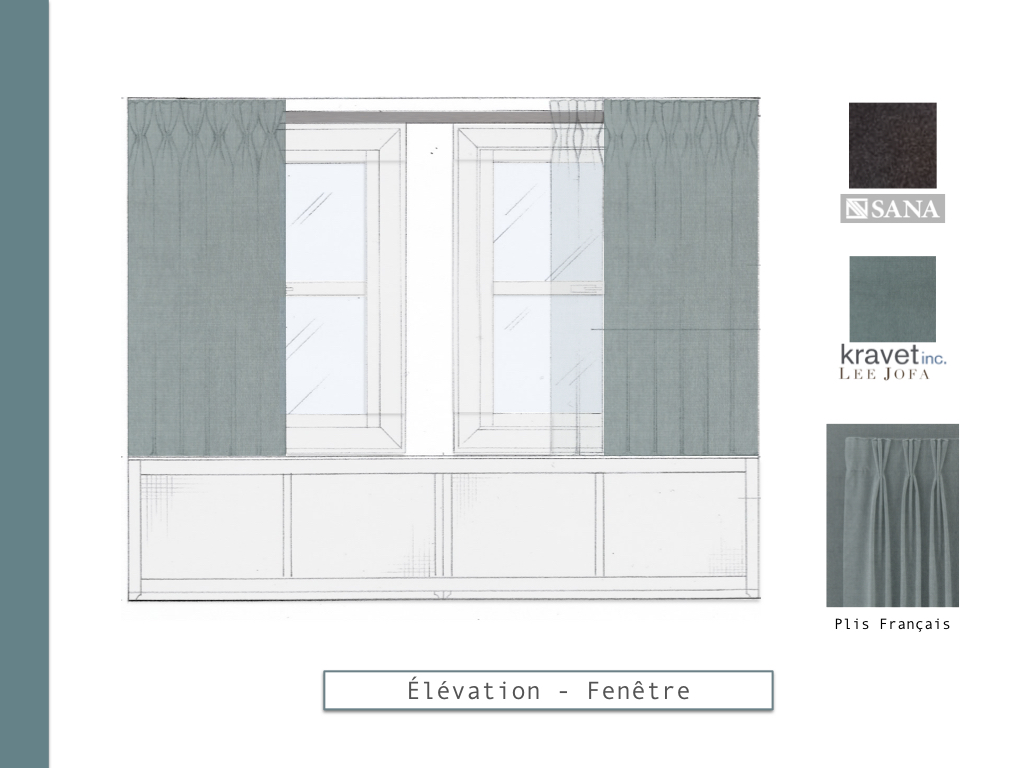 SANA
kravet inc.
LEE JOFA
Plis Français
Élévation - Fenêtre